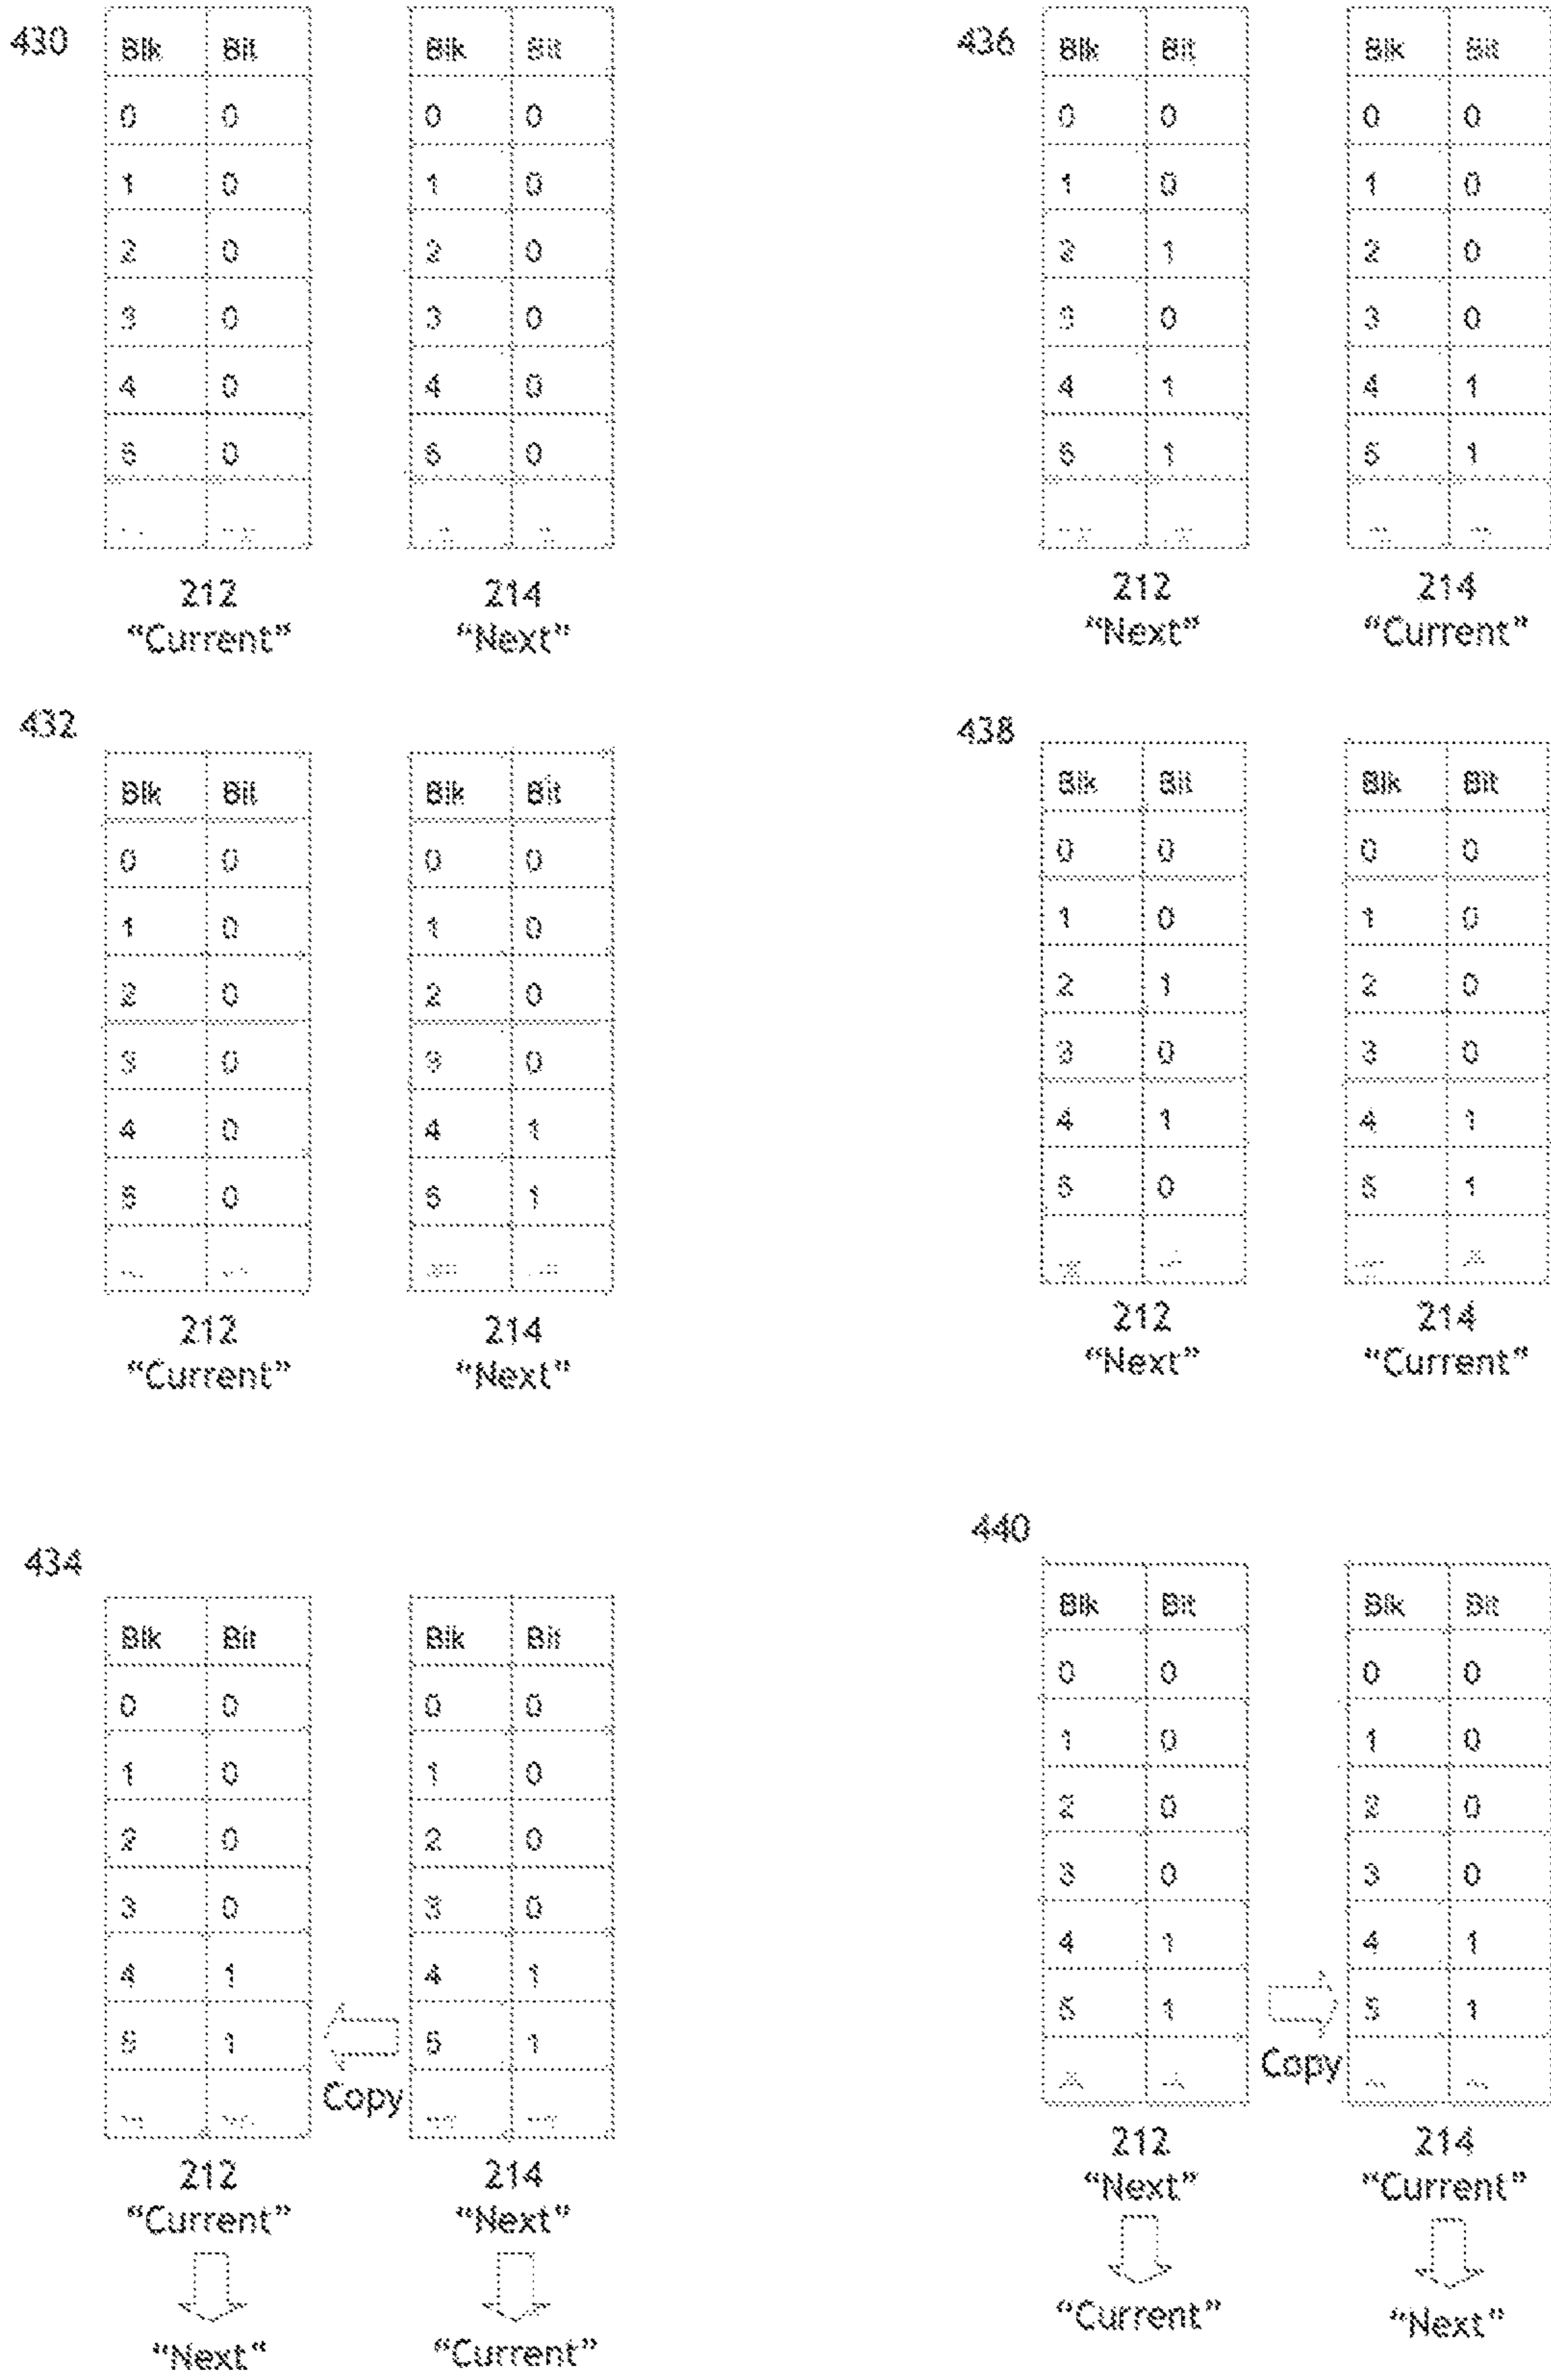 430
Blk Bit Blk Bit
0 0 0 0
1 0 1 0
2 0 2 0
3 0 3 0
4 0 4 0
5 0 5 0
212 214
"Current" "Next"
432
Blk Bit Blk Bit
0 0 0 0
1 0 1 0
2 0 2 0
3 0 3 0
4 0 4 1
5 0 5 1
212 214
"Current" "Next"
434
Blk Bit Blk Bit
0 0 0 0
1 0 1 0
2 0 2 0
3 0 3 0
4 1 4 1
5 1 5 1
Copy
212 214
"Current" "Next"
"Next" "Current"
436
Blk Bit Blk Bit
0 0 0 0
1 0 1 0
2 1 2 0
3 0 3 0
4 1 4 1
5 1 5 1
212 214
"Next" "Current"
438
Blk Bit Blk Bit
0 0 0 0
1 0 1 0
2 1 2 0
3 0 3 0
4 1 4 1
5 0 5 1
212 214
"Next" "Current"
440
Blk Bit Blk Bit
0 0 0 0
1 0 1 0
2 0 2 0
3 0 3 0
4 1 4 1
5 1 5 1
Copy
212 214
"Next" "Current"
"Current" "Next"